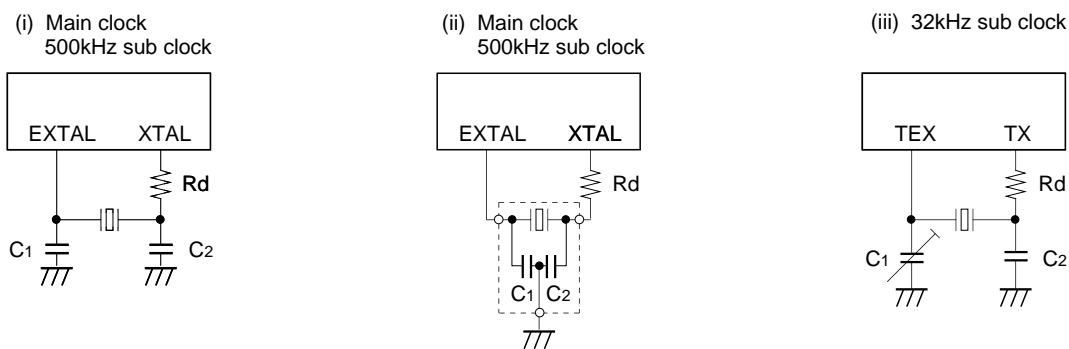 (i) Main clock
500kHz sub clock
EXTAL XTAL
Rd
C1 C2
(ii) Main clock
500kHz sub clock
EXTAL XTAL
Rd
C1 C2
(iii) 32kHz sub clock
TEX TX
Rd
C1 C2